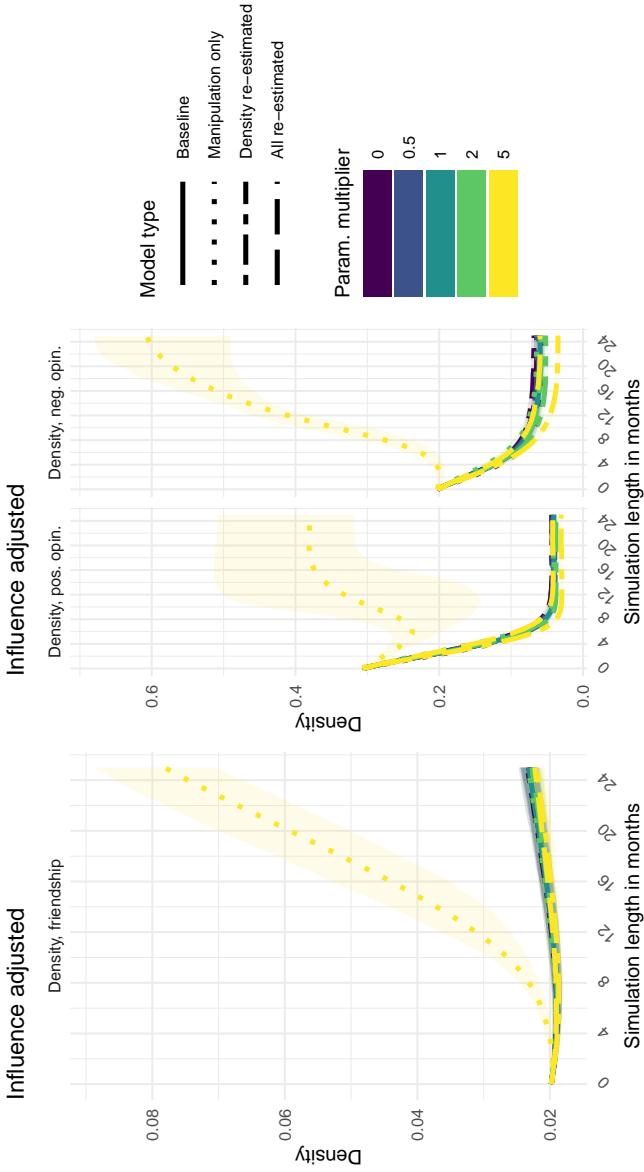 Influence adjusted
Density, friendship
Density
0.08
0.06
0.04
0.02
0
4
8
12
16
20
24
Simulation length in months
Influence adjusted
Density, pos. opin.
Density, neg. opin.
Density
0.6
0.4
0.2
0.0
0
4
8
12
16
20
24
0
4
8
12
16
20
24
Simulation length in months
Model type
Baseline
Manipulation only
Density re−estimated
All re−estimated
Param. multiplier
0
0.5
1
2
5